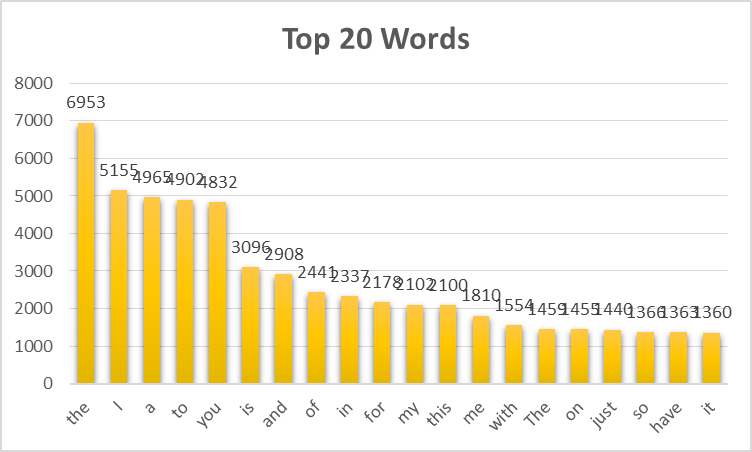 Top 20 Words
8000
7000
6000
5000
4000
3000
2000
1000
0
6953
5155
4965
4902
4832
3096
2908
2441
2337
2178
2102
2100
1810
1554
1459
1455
1440
1366
1363
1360
the
I
a
to
you
is
and
of
in
for
my
this
me
with
The
on
just
so
have
it